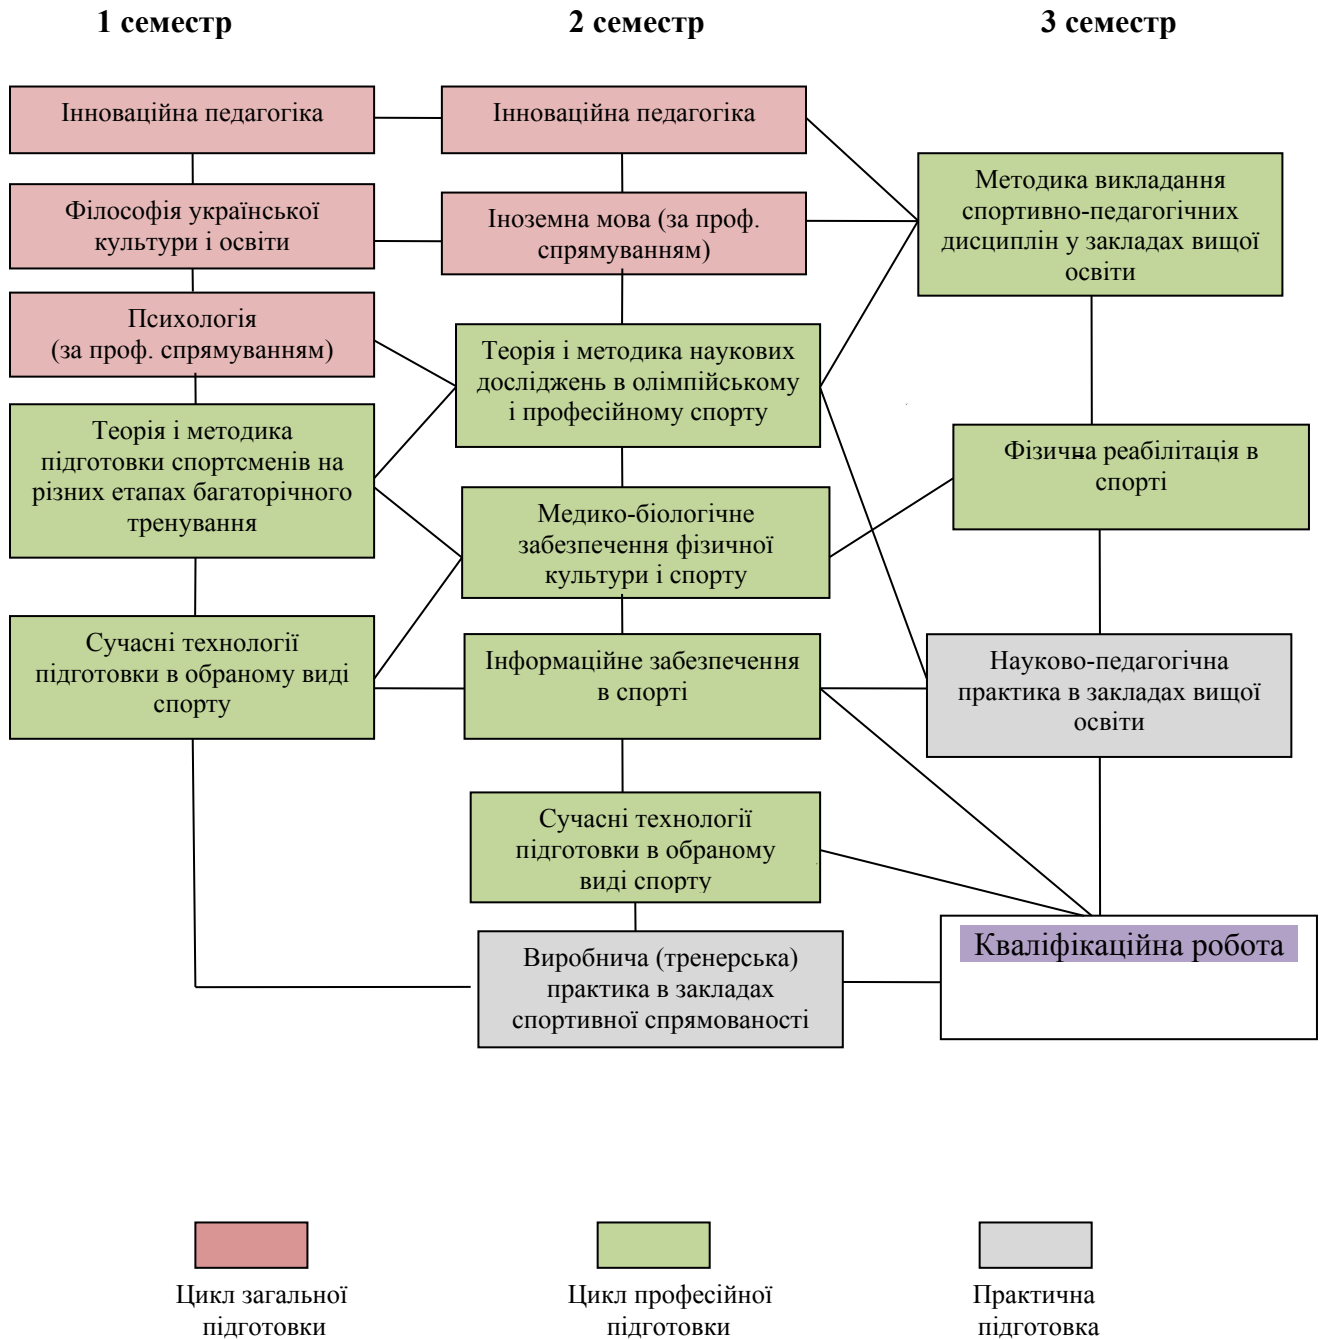 1 семестр
2 семестр
3 семестр
Інноваційна педагогіка
Філософія української
культури і освіти
Психологія
(за проф. спрямуванням)
Теорія і методика
підготовки спортсменів на
різних етапах багаторічного
тренування
Сучасні технології
підготовки в обраному виді
спорту
Інноваційна педагогіка
Іноземна мова (за проф.
спрямуванням)
Теорія і методика наукових
досліджень в олімпійському
і професійному спорту
Медико-біологічне
забезпечення фізичної
культури і спорту
Інформаційне забезпечення
в спорті
Сучасні технології
підготовки в обраному
виді спорту
Виробнича (тренерська)
практика в закладах
спортивної спрямованості
Методика викладання
спортивно-педагогічних
дисциплін у закладах вищої
освіти
Фізична реабілітація в
спорті
Науково-педагогічна
практика в закладах вищої
освіти
Кваліфікаційна робота
Цикл загальної
підготовки
Цикл професійної
підготовки
Практична
підготовка